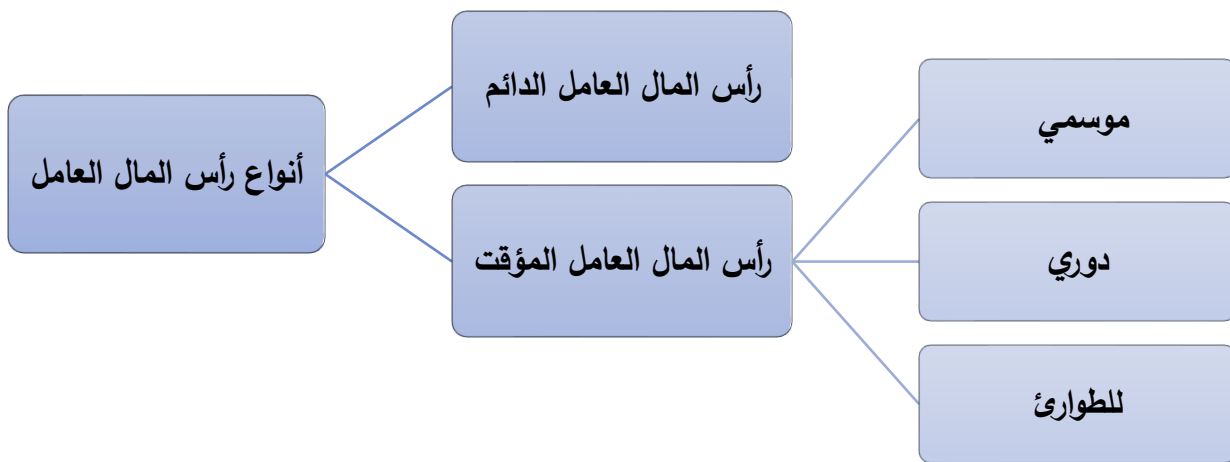 أنواع رأس المال العامل
رأس المال العامل الدائم
رأس المال العامل المؤقت
موسمي
دوري
للطوارئ